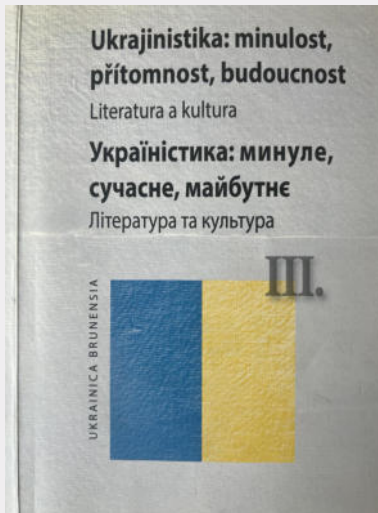 Ukrajinistika: minulost,
přítomnost, budoucnost
Literatura a kultura
Україністика: минуле,
сучасне, майбутнє
Література та культура
III.
UKRAINICA BRUNENSIA